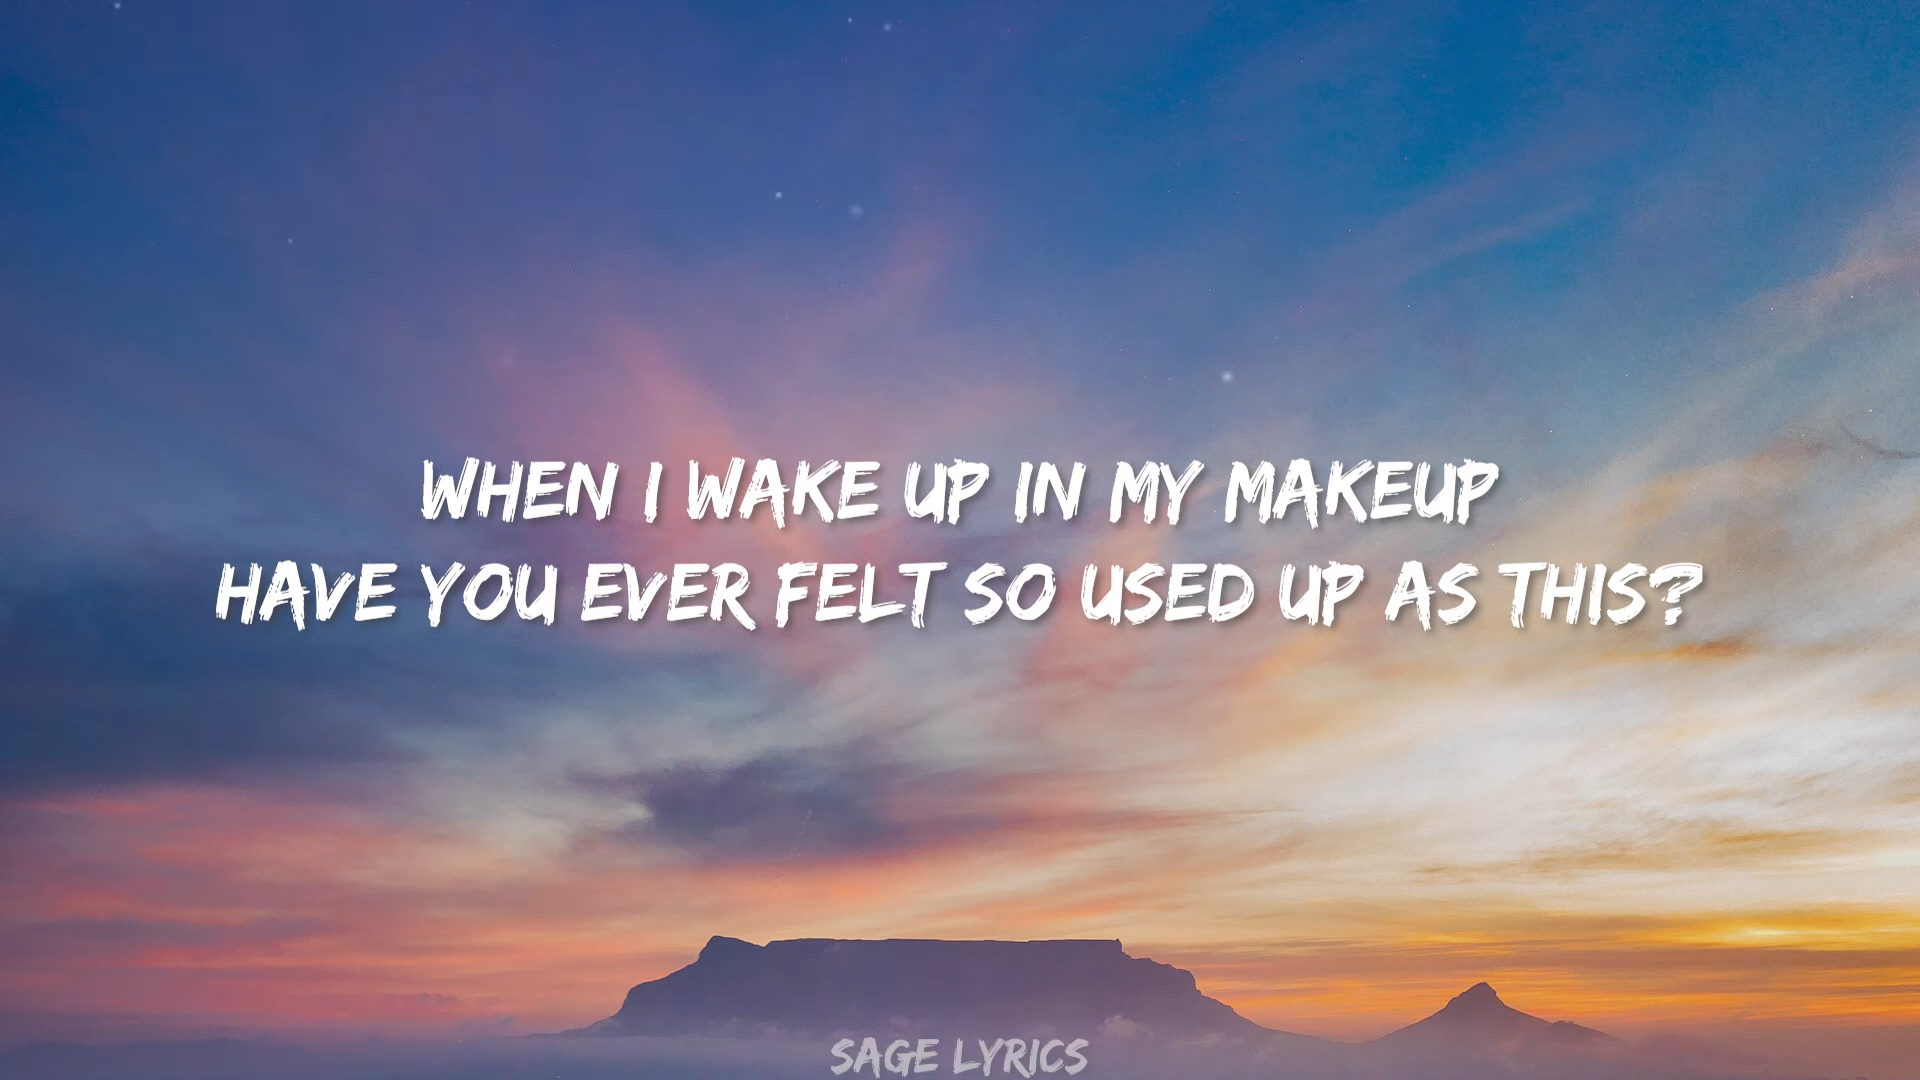 WHEN I WAKE UP IN MY MAKEUP
HAVE YOU EVER FELT SO USED UP AS THIS?
SAGE LYRICS